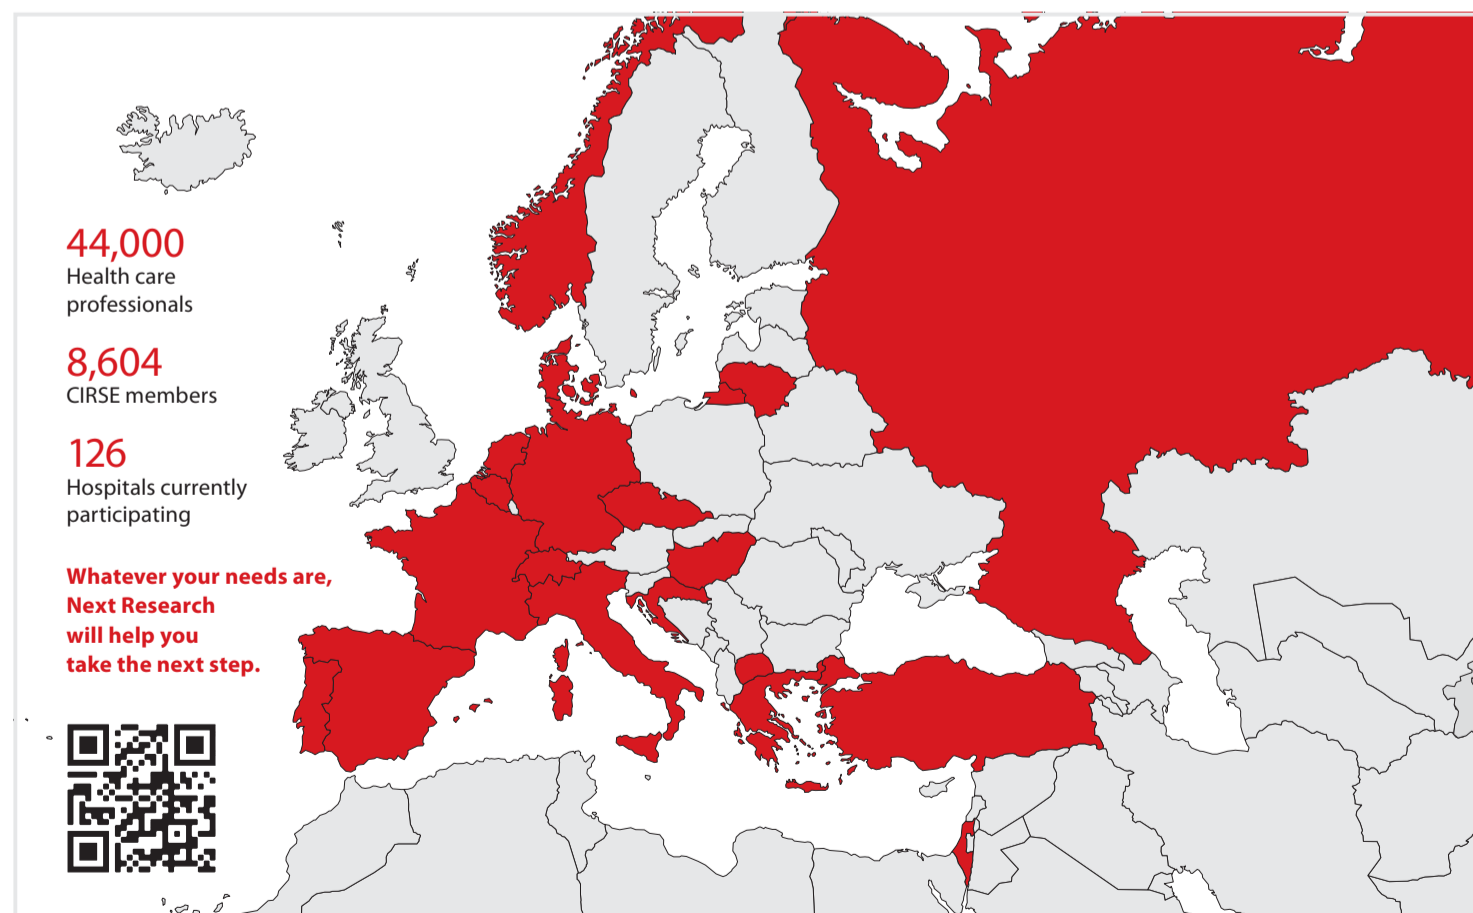 44,000
Health care
professionals
8,604
CIRSE members
126
Hospitals currently
participating
Whatever your needs are,
Next Research
will help you
take the next step.